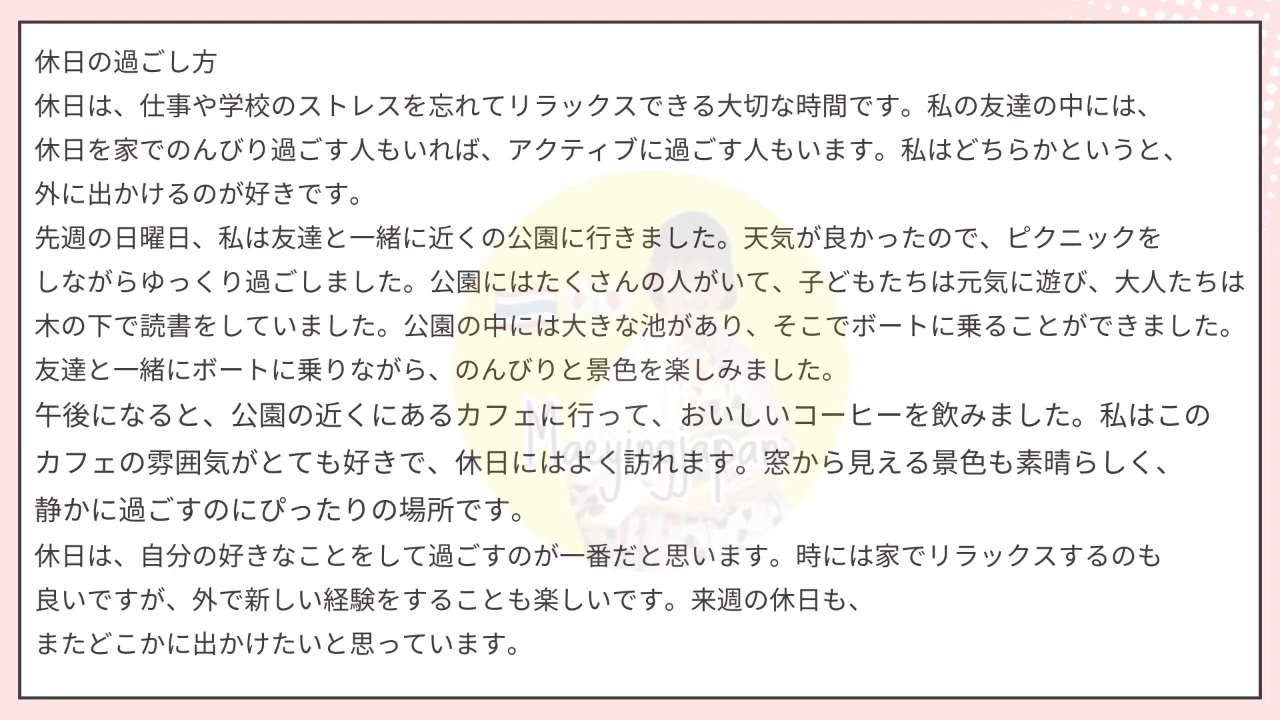 休日の過ごし方
休日は、仕事や学校のストレスを忘れてリラックスできる大切な時間です。私の友達の中には、
休日を家でのんびり過ごす人もいれば、アクティブに過ごす人もいます。私はどちらかというと、
外に出かけるのが好きです。
先週の日曜日、私は友達と一緒に近くの公園に行きました。天気が良かったので、ピクニックを
しながらゆっくり過ごしました。公園にはたくさんの人がいて、子どもたちは元気に遊び、大人たちは
木の下で読書をしていました。公園の中には大きな池があり、そこでボートに乗ることができました。
友達と一緒にボートに乗りながら、のんびりと景色を楽しみました。
午後になると、公園の近くにあるカフェに行って、おいしいコーヒーを飲みました。私はこの
カフェの雰囲気がとても好きで、休日にはよく訪れます。窓から見える景色も素晴らしく、
静かに過ごすのにぴったりの場所です。
休日は、自分の好きなことをして過ごすのが一番だと思います。時には家でリラックスするのも
良いですが、外で新しい経験をすることも楽しいです。来週の休日も、
またどこかに出かけたいと思っています。
Maeyingjapan